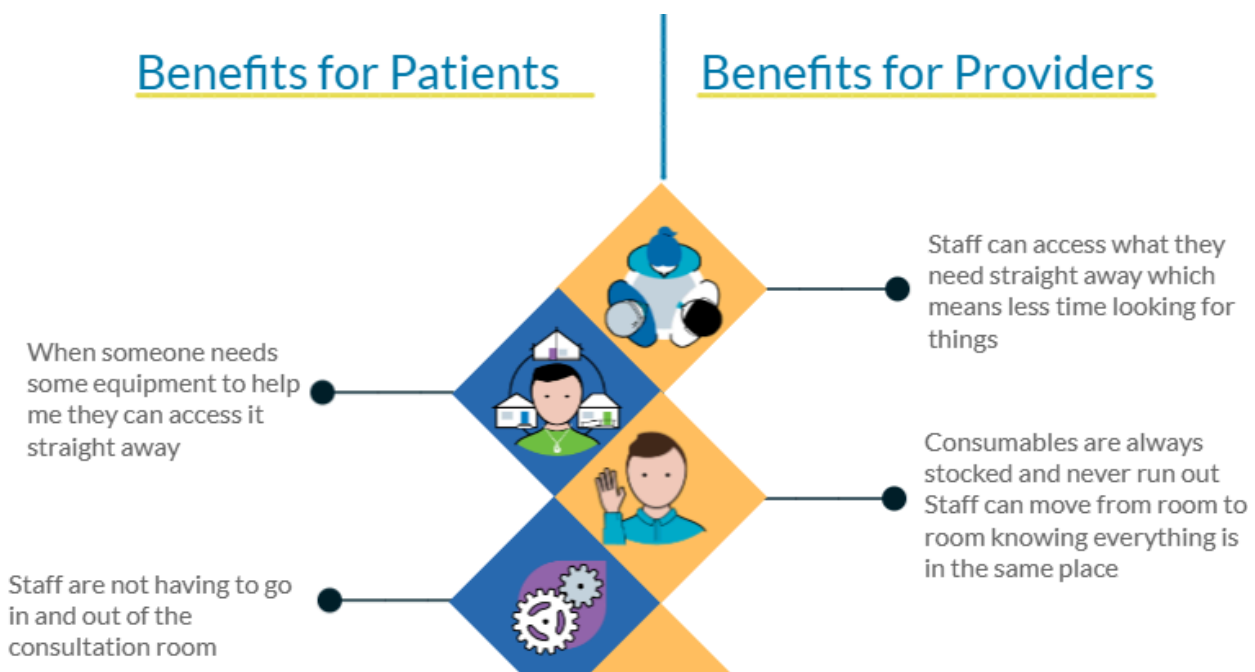 Benefits for Patients
Benefits for Providers
Staff can access what they
need straight away which
means less time looking for
things
When someone needs
some equipment to help
me they can access it
straight away
Consumables are always
stocked and never run out
Staff can move from room to
room knowing everything is
in the same place
Staff are not having to go
in and out of the
consultation room